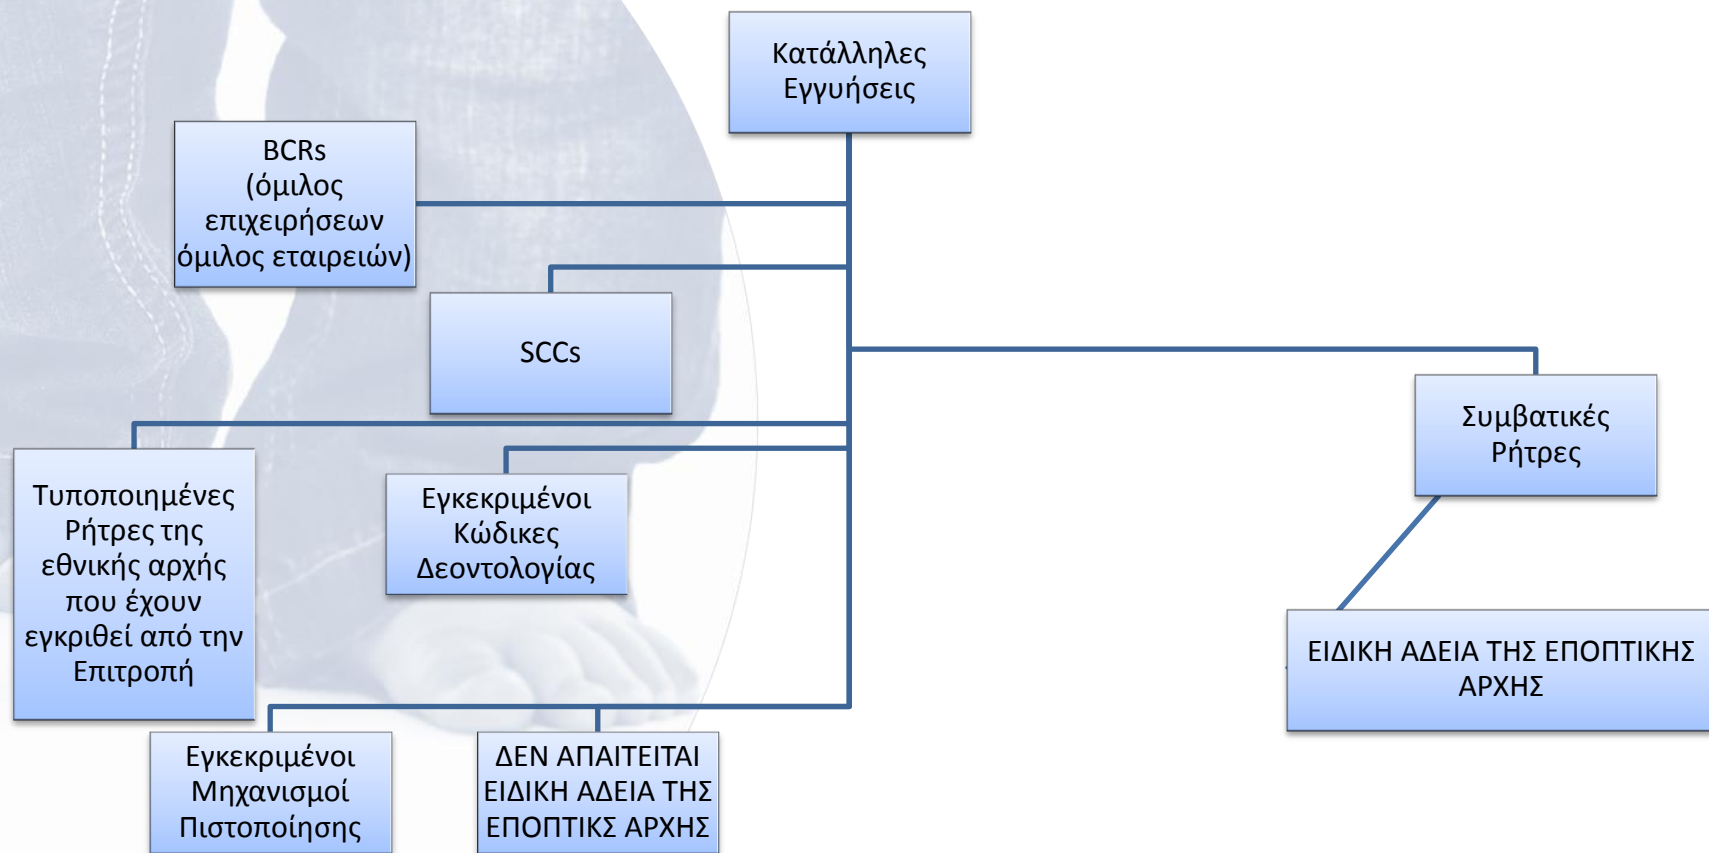 Κατάλληλες
Εγγυήσεις
BCRs
(όμιλος
επιχειρήσεων
όμιλος εταιρειών)
SCCs
Συμβατικές
Ρήτρες
Τυποποιημένες
Ρήτρες της
εθνικής αρχής
που έχουν
εγκριθεί από την
Επιτροπή
Εγκεκριμένοι
Κώδικες
Δεοντολογίας
ΕΙΔΙΚΗ ΑΔΕΙΑ ΤΗΣ ΕΠΟΠΤΙΚΗΣ
ΑΡΧΗΣ
Εγκεκριμένοι
Μηχανισμοί
Πιστοποίησης
ΔΕΝ ΑΠΑΙΤΕΙΤΑΙ
ΕΙΔΙΚΗ ΑΔΕΙΑ ΤΗΣ
ΕΠΟΠΤΙΚΣ ΑΡΧΗΣ